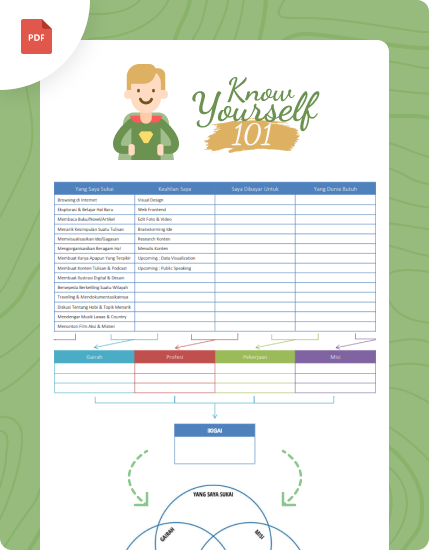 PDF
Know
Yourself
101
Yang Saya Sukai Keahlian Saya Saya Dibayar Untuk Yang Dunia Butuh
Browsing di Internet Visual Design
Eksplorasi & Belajar Hal Baru Web Frontend
Membaca Buku/Novel/Artikel Edit Foto & Video
Menarik Kesimpulan Suatu Tulisan Brainstorming Ide
Memvisualisasikan Ide/Gagasan Research Konten
Mengorganisasikan Beragam Hal Menulis Konten
Membuat Karya Apapun Yang Terpikir Upcoming : Data Visualization
Membuat Konten Tulisan & Podcast Upcoming : Public Speaking
Membuat Ilustrasi Digital & Desain
Bersepeda Berkeliling Suatu Wilayah
Traveling & Mendokumentasikannya
Diskusi Tentang Hobi & Topik Menarik
Mendengar Musik Lawas & Country
Menonton Film Aksi & Misteri
Gairah Profesi Pekerjaan Misi
IKIGAI
YANG SAYA SUKAI
GAIRAH
MISI